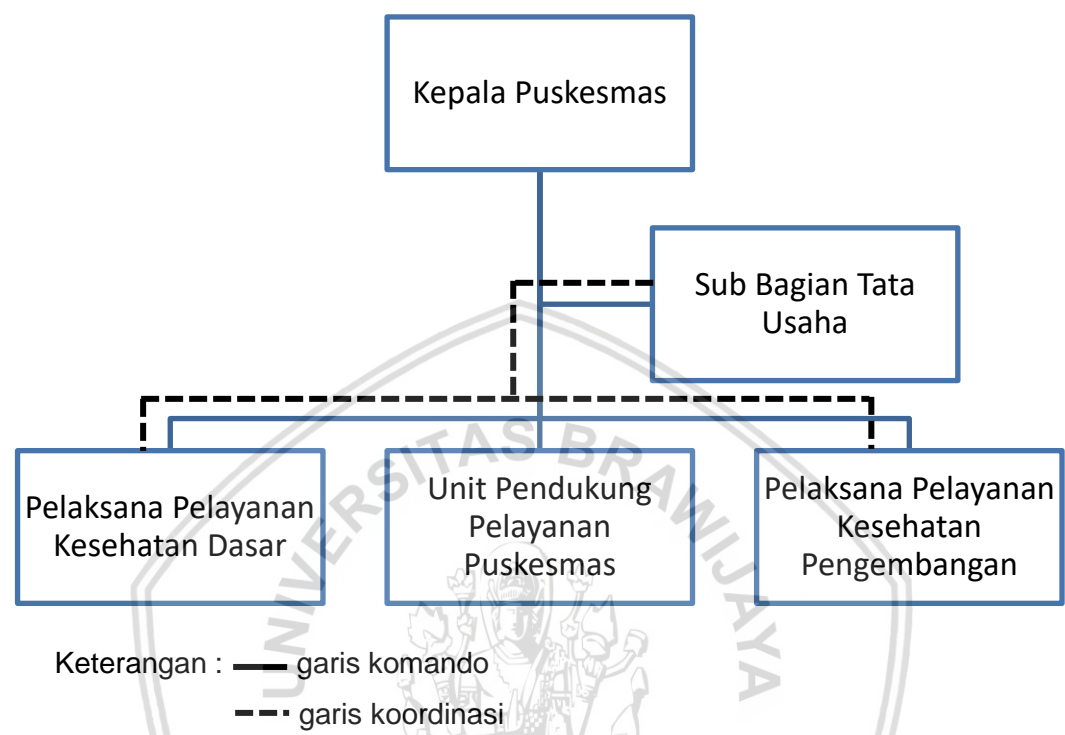 Kepala Puskesmas
Sub Bagian Tata
Usaha
Pelaksana Pelayanan
Kesehatan Dasar
Unit Pendukung
Pelayanan
Puskesmas
Pelaksana Pelayanan
Kesehatan
Pengembangan
UNIVERSITAS BRAWIJAYA
Keterangan : garis komando
garis koordinasi